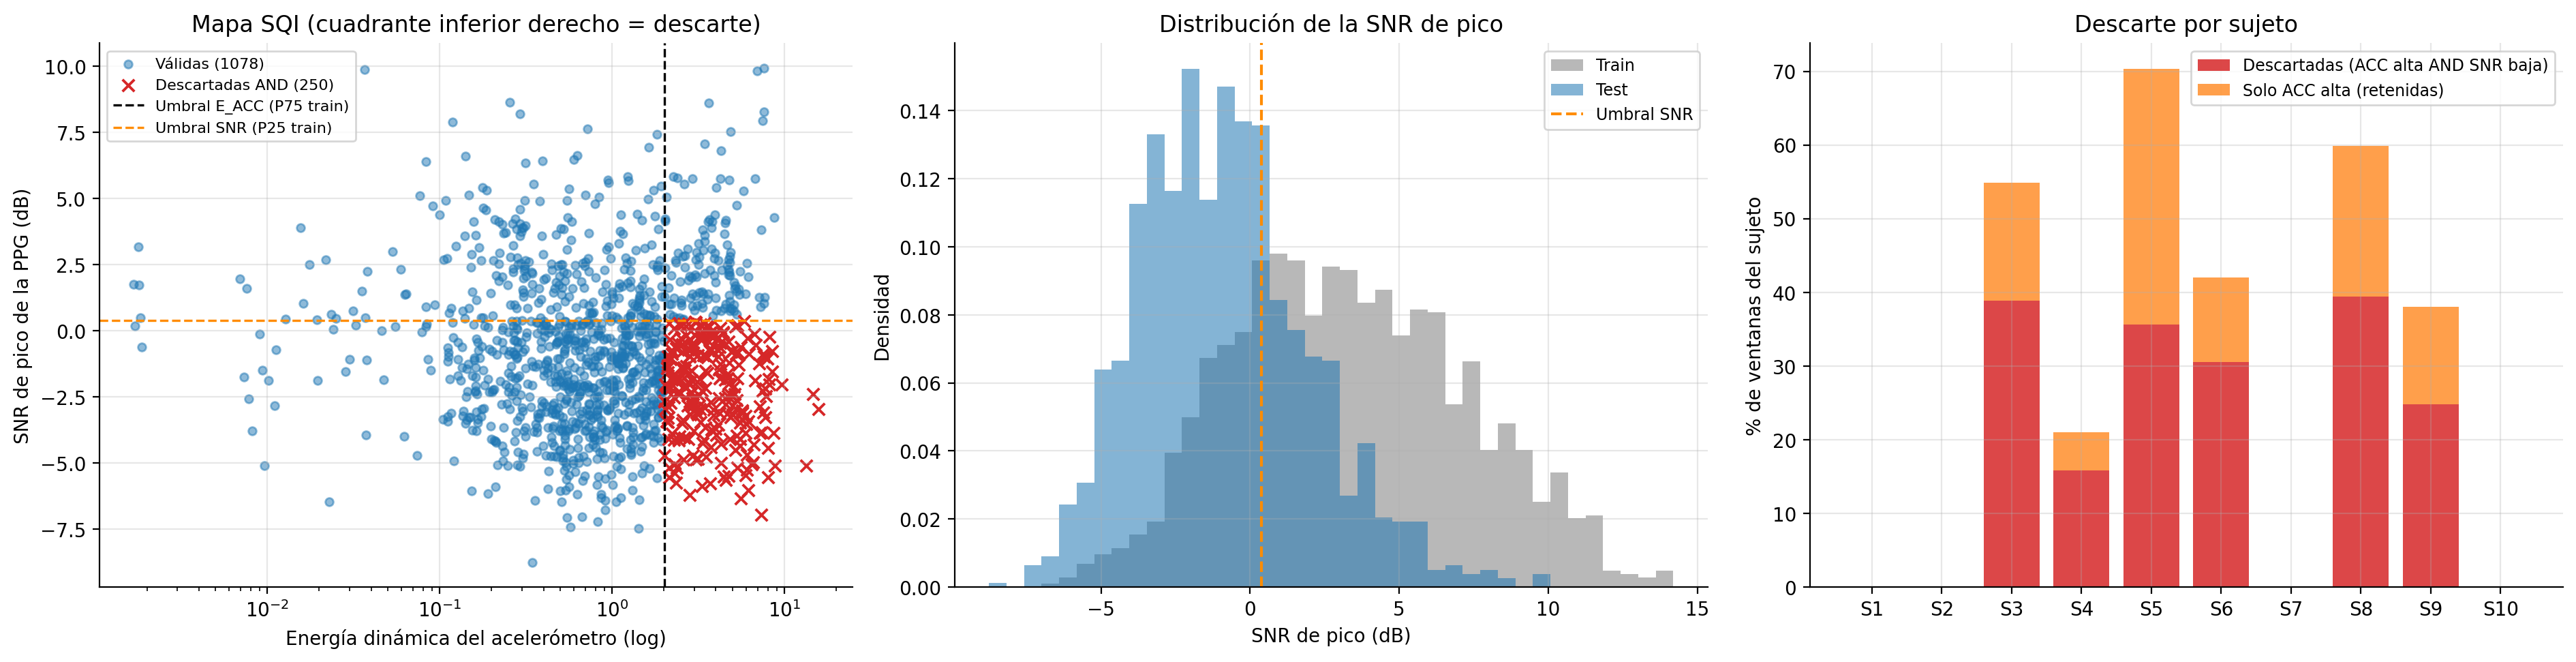 Mapa SQI (cuadrante inferior derecho = descarte)
Válidas (1078)
Descartadas AND (250)
Umbral E_ACC (P75 train)
Umbral SNR (P25 train)
SNR de pico de la PPG (dB)
10.0
7.5
5.0
2.5
0.0
−2.5
−5.0
−7.5
10⁻²
10⁻¹
10⁰
10¹
Energía dinámica del acelerómetro (log)
Distribución de la SNR de pico
Train
Test
Umbral SNR
Densidad
0.14
0.12
0.10
0.08
0.06
0.04
0.02
0.00
−5
0
5
10
15
SNR de pico (dB)
Descarte por sujeto
Descartadas (ACC alta AND SNR baja)
Solo ACC alta (retenidas)
% de ventanas del sujeto
70
60
50
40
30
20
10
0
S1
S2
S3
S4
S5
S6
S7
S8
S9
S10